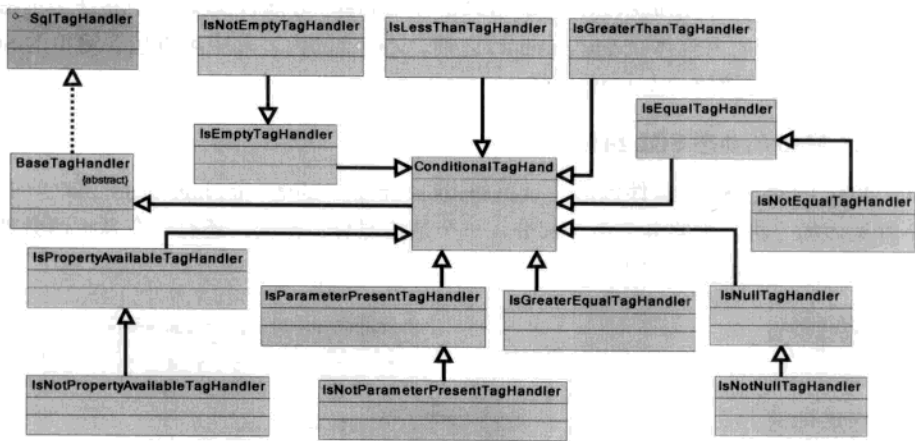 SqlTagHandler
IsNotEmptyTagHandler
IsLessThanTagHandler
IsGreaterThanTagHandler
IsEmptyTagHandler
IsEqualTagHandler
BaseTagHandler
{abstract}
ConditionalTagHand
IsNotEqualTagHandler
IsPropertyAvailableTagHandler
IsParameterPresentTagHandler
IsGreaterEqualTagHandler
IsNullTagHandler
IsNotPropertyAvailableTagHandler
IsNotParameterPresentTagHandler
IsNotNullTagHandler